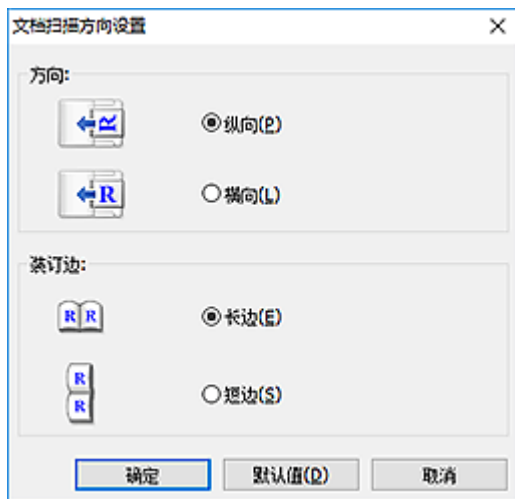 文档扫描方向设置
方向:
R
纵向(P)
R
横向(L)
装订边:
R R
长边(E)
R
R
短边(S)
确定 默认值(D) 取消